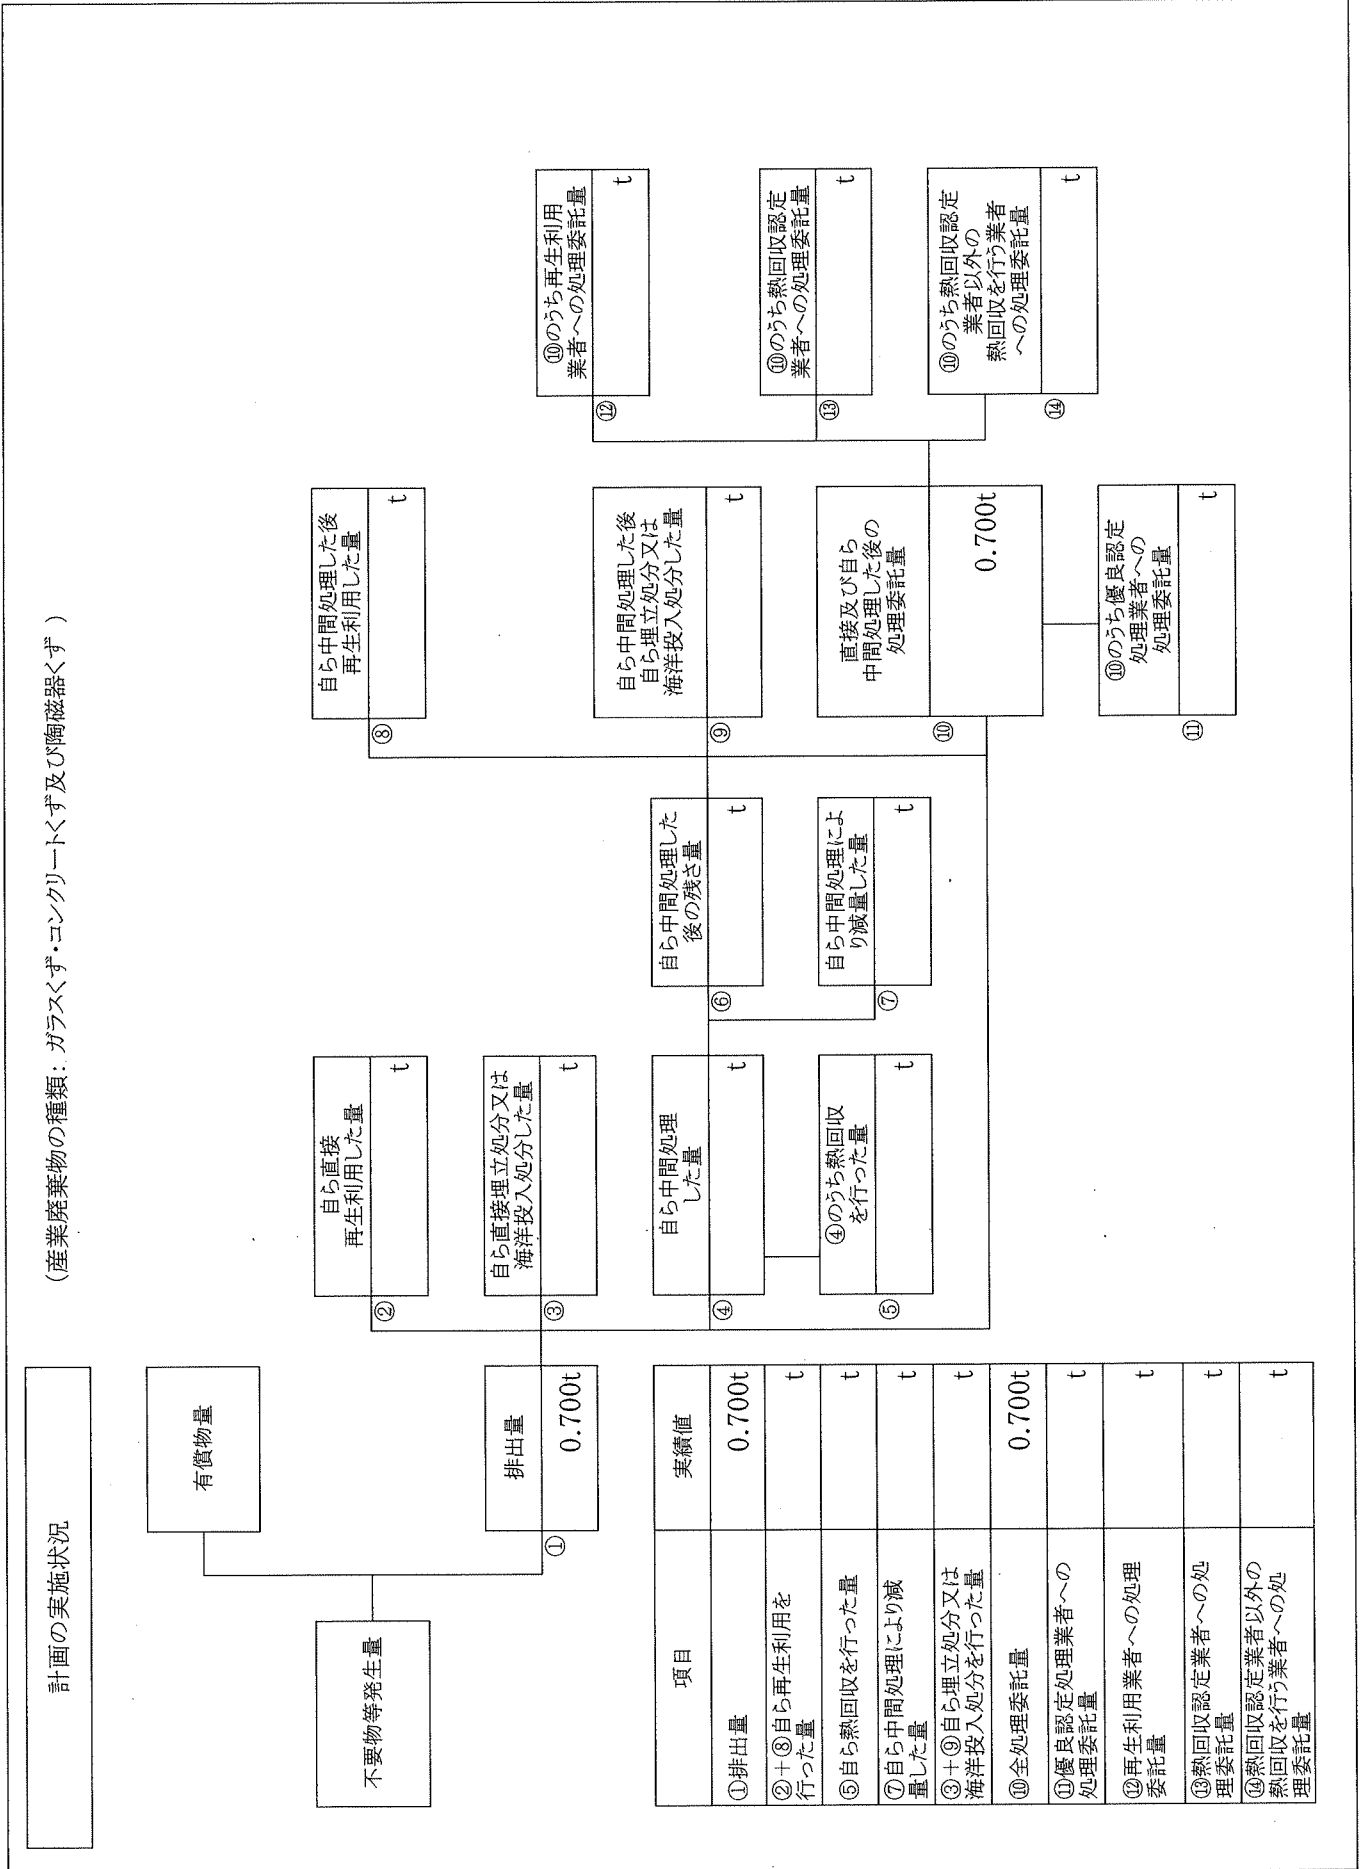 計画の実施状況
(産業廃棄物の種類：ガラスくず・コンクリートくず及び陶磁器くず )
不要物等発生量
有償物量
①
排出量
0.700t
②
自ら直接
再生利用した量
t
③
自ら直接埋立処分又は
海洋投入処分した量
t
④
自ら中間処理
した量
t
⑤
④のうち熱回収
を行った量
t
⑥
自ら中間処理した
後の残さ量
t
⑦
自ら中間処理によ
り減量した量
t
⑧
自ら中間処理した後
再生利用した量
t
⑨
自ら中間処理した後
自ら埋立処分又は
海洋投入処分した量
t
⑩
直接及び自ら
中間処理した後の
処理委託量
0.700t
⑪
⑩のうち優良認定
処理業者への
処理委託量
t
⑫
⑩のうち再生利用
業者への処理委託量
t
⑬
⑩のうち熱回収認定
業者への処理委託量
t
⑭
⑩のうち熱回収認定
業者以外の
熱回収を行う業者
への処理委託量
t
項目 実績値
①排出量 0.700t
②＋⑧自ら再生利用を
行った量 t
⑤自ら熱回収を行った量 t
⑦自ら中間処理により減
量した量 t
③＋⑨自ら埋立処分又は
海洋投入処分を行った量 t
⑩全処理委託量 0.700t
⑪優良認定処理業者への
処理委託量 t
⑫再生利用業者への処理
委託量 t
⑬熱回収認定業者への処
理委託量 t
⑭熱回収認定業者以外の
熱回収を行う業者への処
理委託量 t